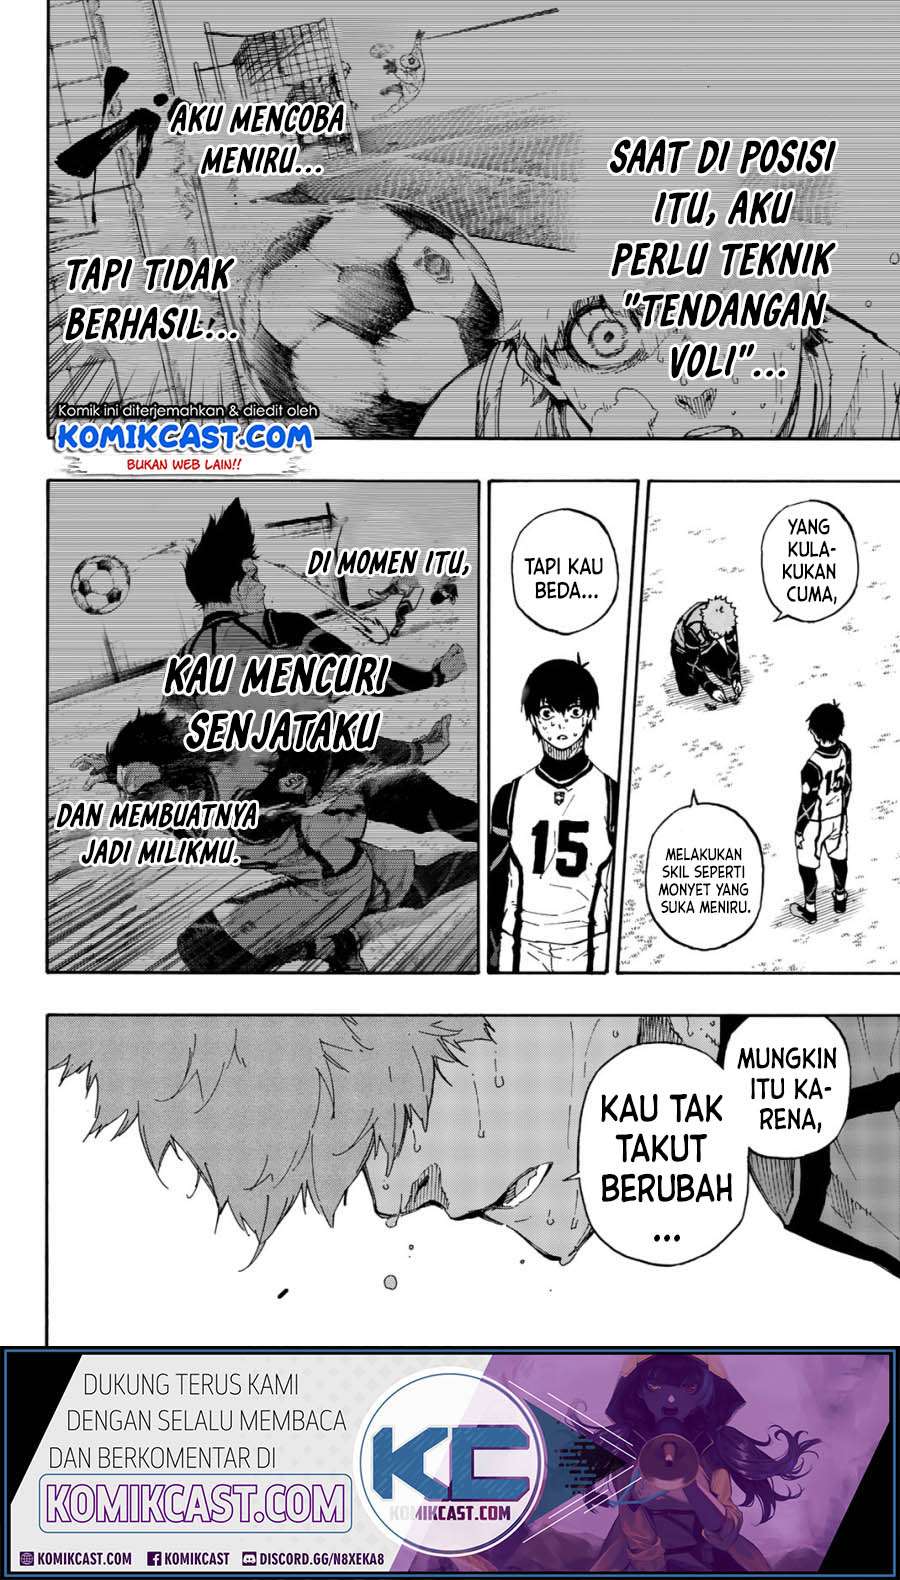 SAAT DI POSISI
ITU, AKU
PERLU TEKNIK
"TENDANGAN
VOLI"...
AKU MENCOBA
MENIRU...
TAPI TIDAK
BERHASIL...
Komik ini diterjemahkan & diedit oleh
KOMIKCAST.COM
BUKAN WEB LAIN!!
YANG
KULA-
KUKAN
CUMA,
MELAKUKAN
SKIL SEPERTI
MONYET YANG
SUKA MENIRU.
15
TAPI KAU
BEDA...
15
DI MOMEN ITU,
KAU MENCURI
SENJATAKU
DAN MEMBUATNYA
JADI MILIKMU.
MUNGKIN
ITU KA-
RENA,
KAU TAK
TAKUT
BERUBAH
...
DUKUNG TERUS KAMI
DENGAN SELALU MEMBACA
DAN BERKOMENTAR DI
KOMIKCAST.COM
KC
KOMIKCAST.COM
KOMIKCAST.COM
KOMIKCAST
DISCORD.GG/N8XEKA8